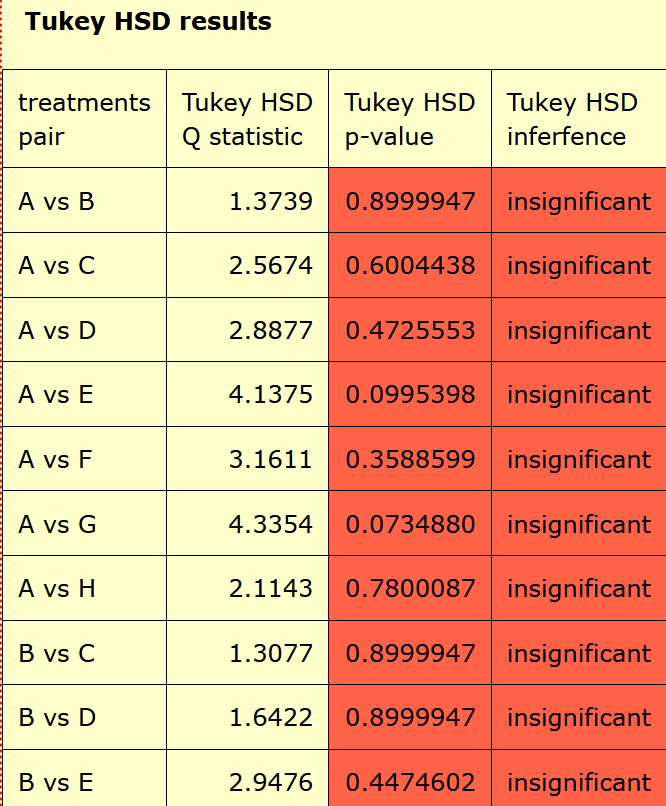 Tukey HSD results
treatments pair Tukey HSD Q statistic Tukey HSD p-value Tukey HSD inferfence
A vs B 1.3739 0.8999947 insignificant
A vs C 2.5674 0.6004438 insignificant
A vs D 2.8877 0.4725553 insignificant
A vs E 4.1375 0.0995398 insignificant
A vs F 3.1611 0.3588599 insignificant
A vs G 4.3354 0.0734880 insignificant
A vs H 2.1143 0.7800087 insignificant
B vs C 1.3077 0.8999947 insignificant
B vs D 1.6422 0.8999947 insignificant
B vs E 2.9476 0.4474602 insignificant